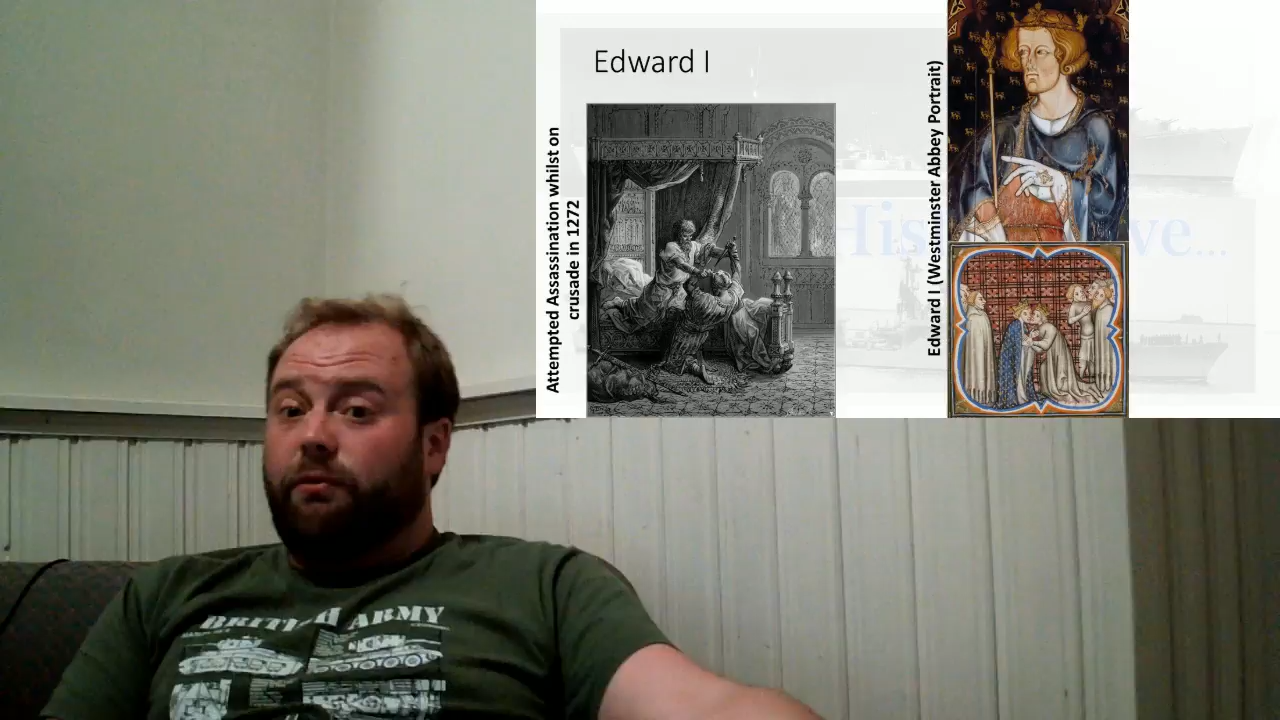 Edward I
Attempted Assassination whilst on
crusade in 1272
Edward I (Westminster Abbey Portrait)
BRITISH ARMY